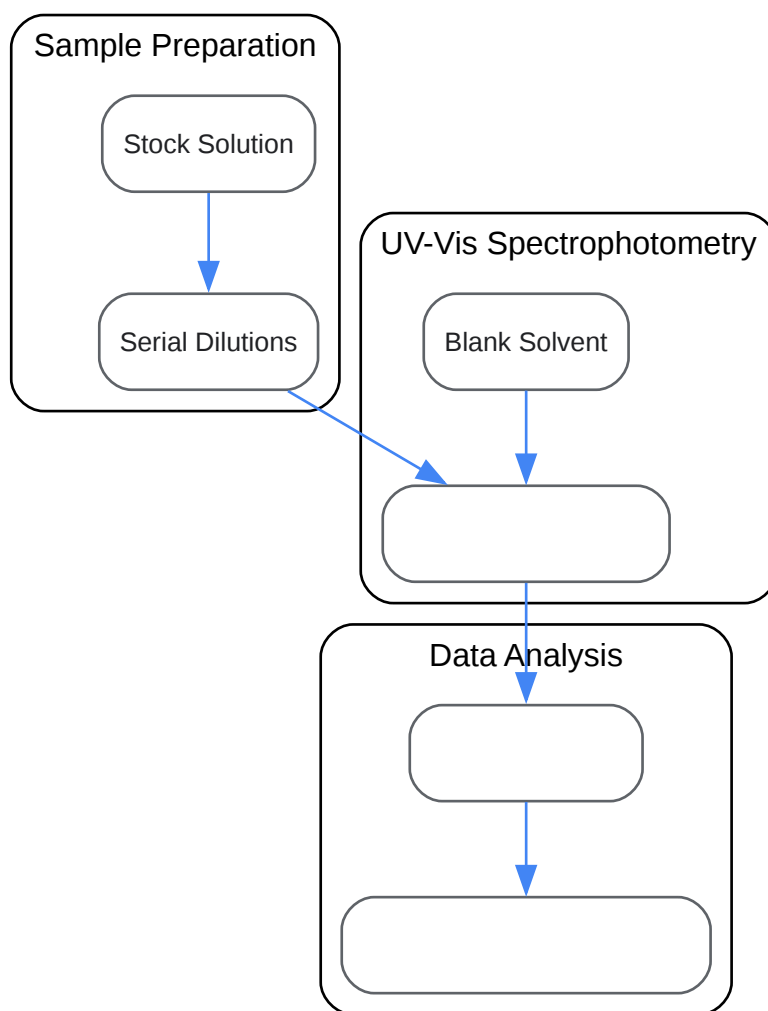 Sample Preparation
Stock Solution
Serial Dilutions
UV-Vis Spectrophotometry
Blank Solvent
Data Analysis